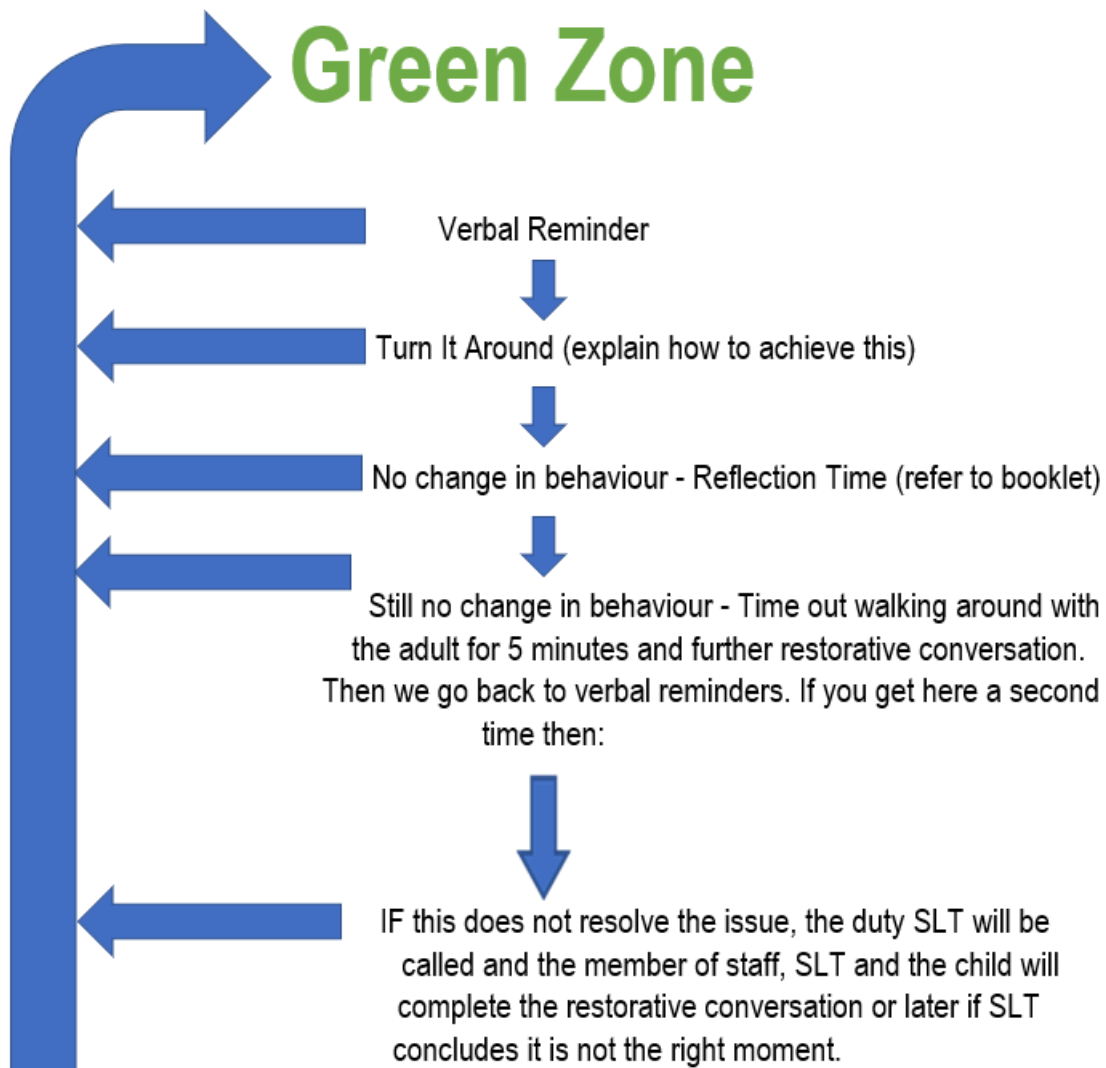 Green Zone
Verbal Reminder
Turn It Around (explain how to achieve this)
No change in behaviour - Reflection Time (refer to booklet)
Still no change in behaviour - Time out walking around with
the adult for 5 minutes and further restorative conversation.
Then we go back to verbal reminders. If you get here a second
time then:
IF this does not resolve the issue, the duty SLT will be
called and the member of staff, SLT and the child will
complete the restorative conversation or later if SLT
concludes it is not the right moment.